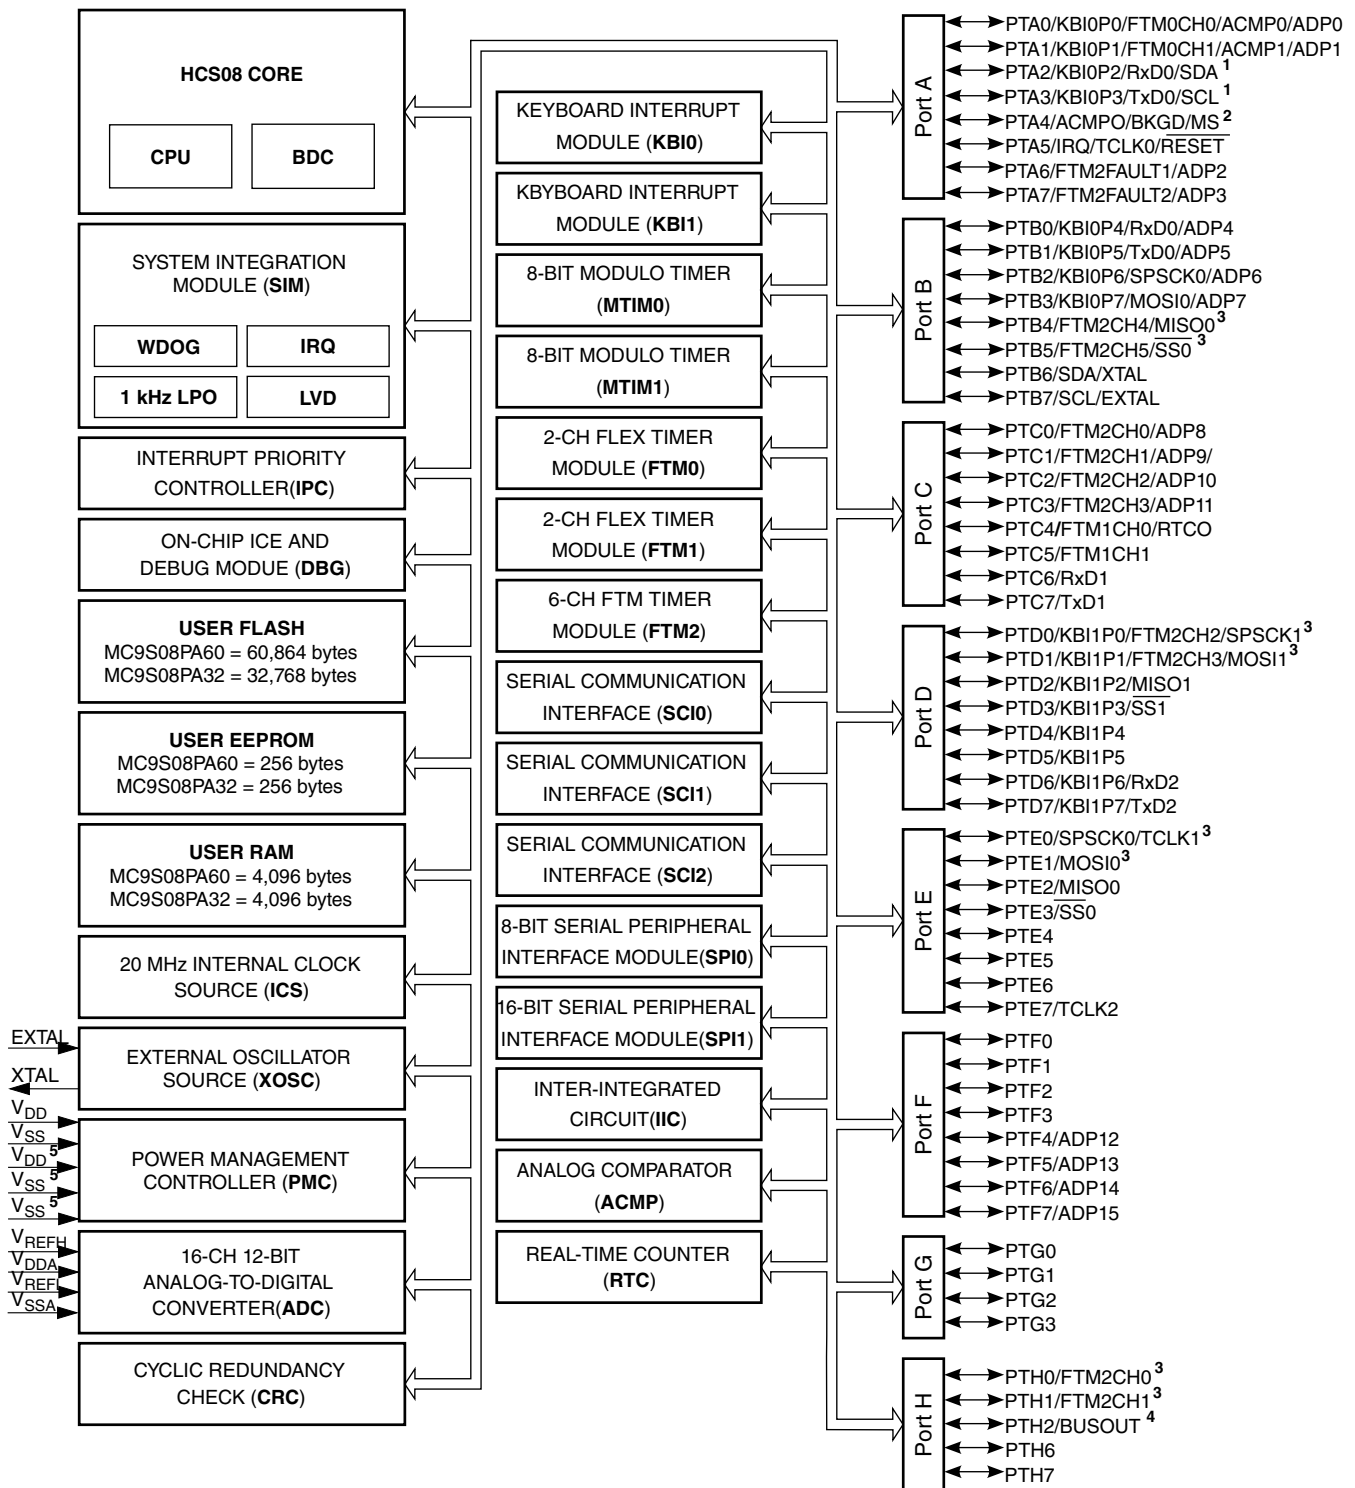 HCS08 CORE
CPU
BDC
SYSTEM INTEGRATION
MODULE (SIM)
WDOG
IRQ
1 kHz LPO
LVD
INTERRUPT PRIORITY
CONTROLLER(IPC)
ON-CHIP ICE AND
DEBUG MODUE (DBG)
USER FLASH
MC9S08PA60 = 60,864 bytes
MC9S08PA32 = 32,768 bytes
USER EEPROM
MC9S08PA60 = 256 bytes
MC9S08PA32 = 256 bytes
USER RAM
MC9S08PA60 = 4,096 bytes
MC9S08PA32 = 4,096 bytes
20 MHz INTERNAL CLOCK
SOURCE (ICS)
EXTAL
XTAL
EXTERNAL OSCILLATOR
SOURCE (XOSC)
VDD
VSS
VDD 5
VSS 5
VSS 5
POWER MANAGEMENT
CONTROLLER (PMC)
VREFH
VDDA
VREFL
VSSA
16-CH 12-BIT
ANALOG-TO-DIGITAL
CONVERTER(ADC)
CYCLIC REDUNDANCY
CHECK (CRC)
KEYBOARD INTERRUPT
MODULE (KBI0)
KBYBOARD INTERRUPT
MODULE (KBI1)
8-BIT MODULO TIMER
(MTIM0)
8-BIT MODULO TIMER
(MTIM1)
2-CH FLEX TIMER
MODULE (FTM0)
2-CH FLEX TIMER
MODULE (FTM1)
6-CH FTM TIMER
MODULE (FTM2)
SERIAL COMMUNICATION
INTERFACE (SCI0)
SERIAL COMMUNICATION
INTERFACE (SCI1)
SERIAL COMMUNICATION
INTERFACE (SCI2)
8-BIT SERIAL PERIPHERAL
INTERFACE MODULE(SPI0)
16-BIT SERIAL PERIPHERAL
INTERFACE MODULE(SPI1)
INTER-INTEGRATED
CIRCUIT(IIC)
ANALOG COMPARATOR
(ACMP)
REAL-TIME COUNTER
(RTC)
Port A
PTA0/KBI0P0/FTM0CH0/ACMP0/ADP0
PTA1/KBI0P1/FTM0CH1/ACMP1/ADP1
PTA2/KBI0P2/RxD0/SDA 1
PTA3/KBI0P3/TxD0/SCL 1
PTA4/ACMPO/BKGD/MS 2
PTA5/IRQ/TCLK0/RESET
PTA6/FTM2FAULT1/ADP2
PTA7/FTM2FAULT2/ADP3
Port B
PTB0/KBI0P4/RxD0/ADP4
PTB1/KBI0P5/TxD0/ADP5
PTB2/KBI0P6/SPSCK0/ADP6
PTB3/KBI0P7/MOSI0/ADP7
PTB4/FTM2CH4/MISO0 3
PTB5/FTM2CH5/SS0 3
PTB6/SDA/XTAL
PTB7/SCL/EXTAL
Port C
PTC0/FTM2CH0/ADP8
PTC1/FTM2CH1/ADP9/
PTC2/FTM2CH2/ADP10
PTC3/FTM2CH3/ADP11
PTC4/FTM1CH0/RTCO
PTC5/FTM1CH1
PTC6/RxD1
PTC7/TxD1
Port D
PTD0/KBI1P0/FTM2CH2/SPSCK1 3
PTD1/KBI1P1/FTM2CH3/MOSI1 3
PTD2/KBI1P2/MISO1
PTD3/KBI1P3/SS1
PTD4/KBI1P4
PTD5/KBI1P5
PTD6/KBI1P6/RxD2
PTD7/KBI1P7/TxD2
Port E
PTE0/SPSCK0/TCLK1 3
PTE1/MOSI0 3
PTE2/MISO0
PTE3/SS0
PTE4
PTE5
PTE6
PTE7/TCLK2
Port F
PTF0
PTF1
PTF2
PTF3
PTF4/ADP12
PTF5/ADP13
PTF6/ADP14
PTF7/ADP15
Port G
PTG0
PTG1
PTG2
PTG3
Port H
PTH0/FTM2CH0 3
PTH1/FTM2CH1 3
PTH2/BUSOUT 4
PTH6
PTH7